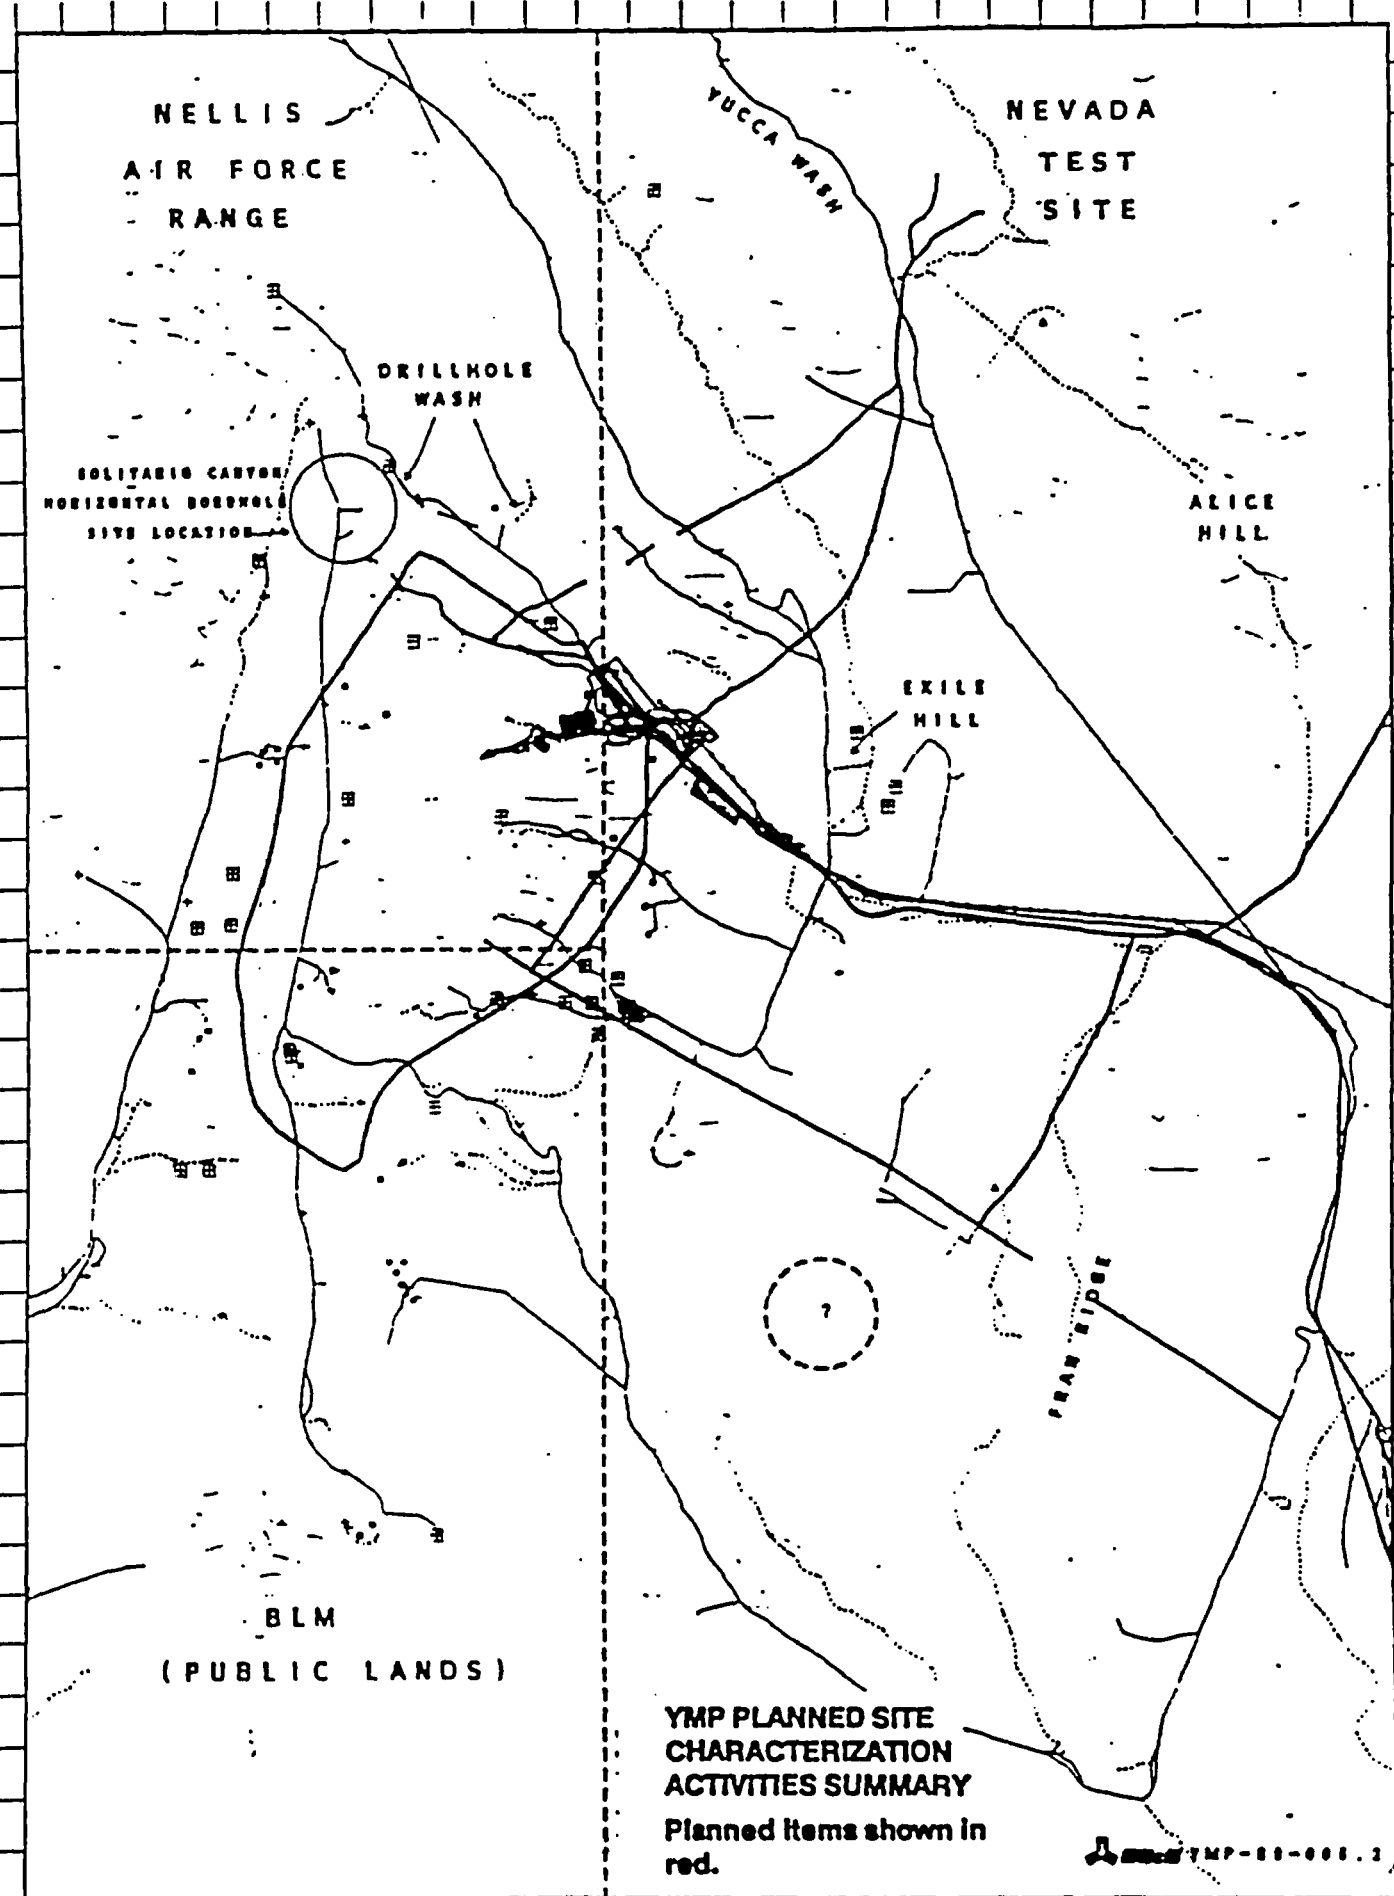 NELLIS
AIR FORCE
RANGE
YUCCA WASH
NEVADA
TEST
SITE
DRILLHOLE
WASH
SOLITARIO CANYON
HORIZONTAL BOREHOLE
SITE LOCATION
ALICE
HILL
EXILE
HILL
?
FRAN RIDGE
BLM
(PUBLIC LANDS)
YMP PLANNED SITE
CHARACTERIZATION
ACTIVITIES SUMMARY
Planned items shown in
red.